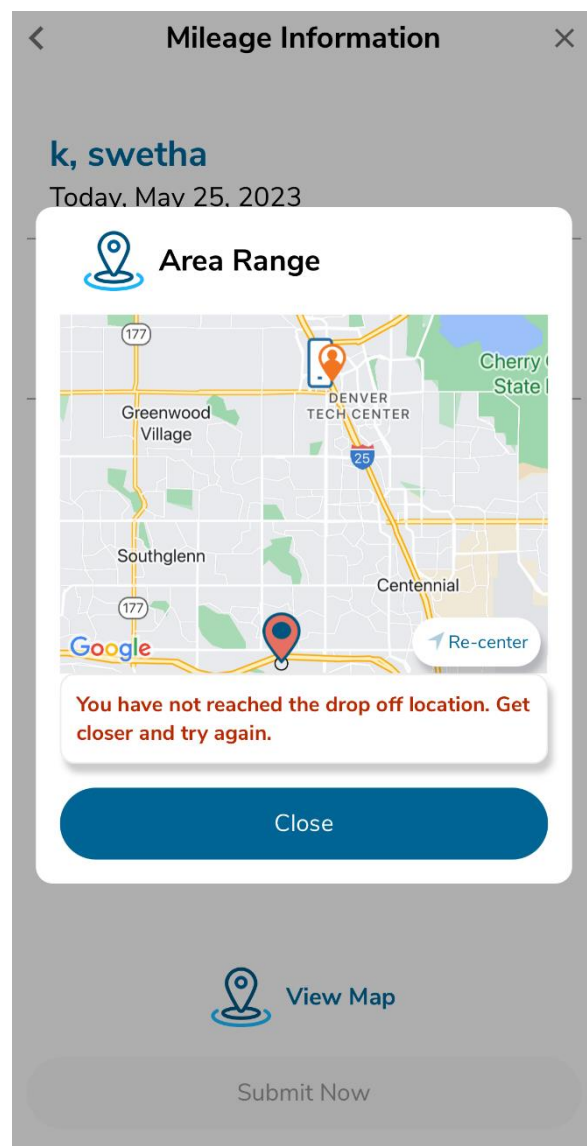 Mileage Information
k, swetha
Today, May 25, 2023
Area Range
177
Cherry
State
DENVER
TECH CENTER
Greenwood
Village
25
Southglenn
Centennial
177
Google
Re-center
You have not reached the drop off location. Get
closer and try again.
Close
View Map
Submit Now